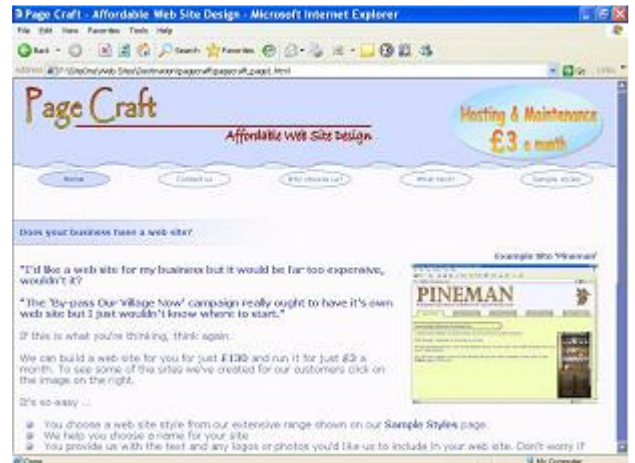 Page Craft - Affordable Web Site Design - Microsoft Internet Explorer
File Edit View Favorites Tools Help
Back Search Favorites
Go
Page Craft
Affordable Web Site Design
Hosting & Maintenance
£3 a month
Home Contact us Why choose us? What next? Sample styles
Does your business have a web site?
Example Site 'Pineman'
"I'd like a web site for my business but it would be far too expensive,
wouldn't it?
"The 'By-pass Our Village Now' campaign really ought to have it's own
web site but I just wouldn't know where to start."
PINEMAN
If this is what you're thinking, think again.
We can build a web site for you for just £130 and run it for just £3 a
month. To see some of the sites we've created for our customers click on
the image on the right.
It's so easy ...
You choose a web site style from our extensive range shown on our Sample Styles page.
We help you choose a name for your site
You provide us with the text and any logos or photos you'd like us to include in your web site. Don't worry if
My Computer